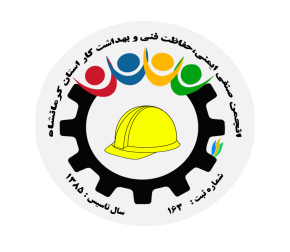 انجمن صنفی ایمنی،حفاظت فنی و بهداشت کار استان کرمانشاه
سال تاسیس : ۱۳۸۵
شماره ثبت : ۱۶۳